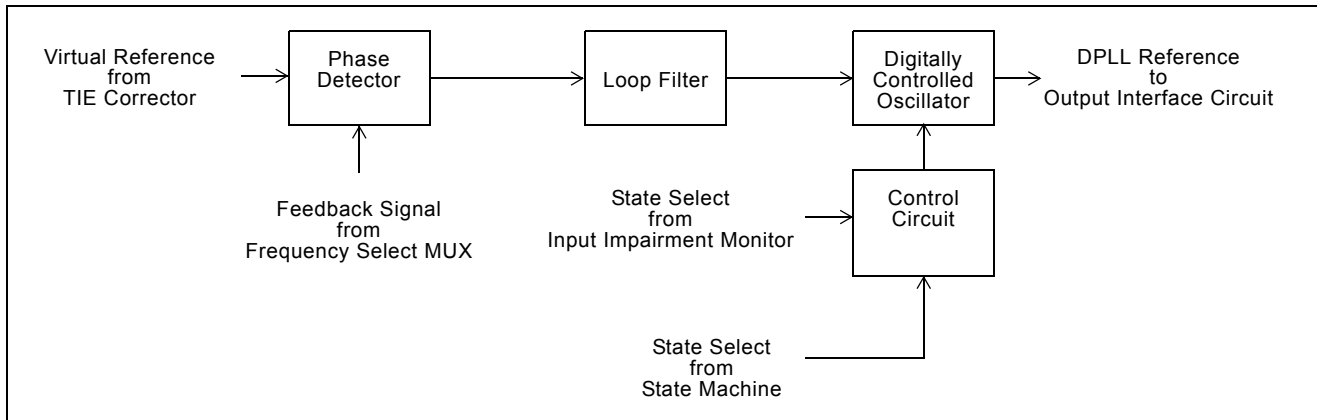 Virtual Reference
from
TIE Corrector
Phase
Detector
Loop Filter
Digitally
Controlled
Oscillator
DPLL Reference
to
Output Interface Circuit
Feedback Signal
from
Frequency Select MUX
State Select
from
Input Impairment Monitor
Control
Circuit
State Select
from
State Machine